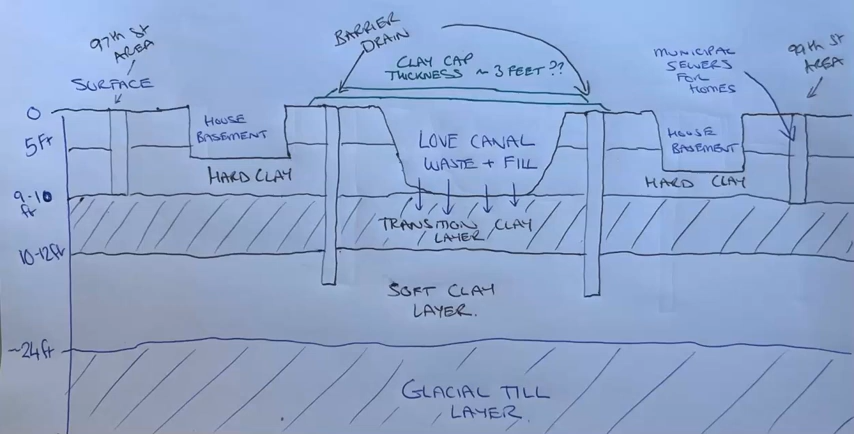 97th St
AREA
SURFACE
BARRIER
DRAIN
CLAY CAP
THICKNESS ~ 3 FEET ??
MUNICIPAL
SEWERS
FOR
HOMES
99th St
AREA
0
5Ft
9-10
ft
10-12ft
~24ft
HOUSE
BASEMENT
HARD CLAY
LOVE CANAL
WASTE + FILL
HOUSE
BASEMENT
HARD CLAY
TRANSITION CLAY
LAYER
SOFT CLAY
LAYER.
GLACIAL TILL
LAYER.